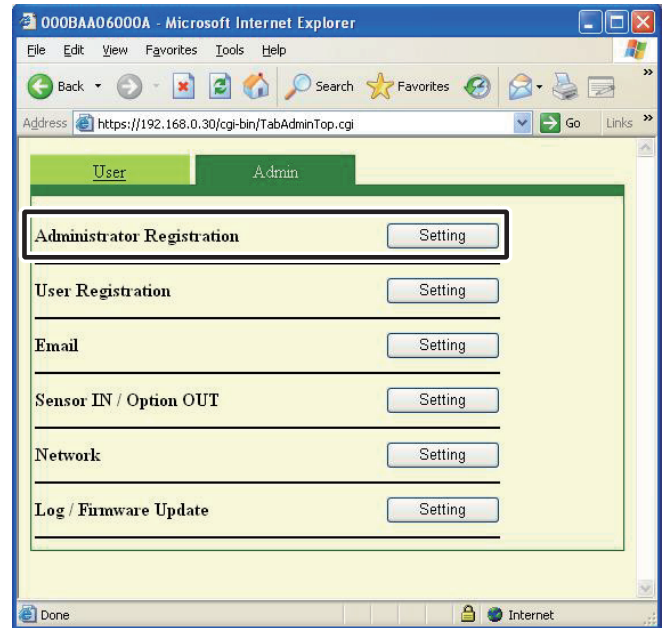 000BAA06000A - Microsoft Internet Explorer
File Edit View Favorites Tools Help
Back Search Favorites »
Address https://192.168.0.30/cgi-bin/TabAdminTop.cgi Go Links »
User Admin
Administrator Registration Setting
User Registration Setting
Email Setting
Sensor IN / Option OUT Setting
Network Setting
Log / Firmware Update Setting
Done Internet